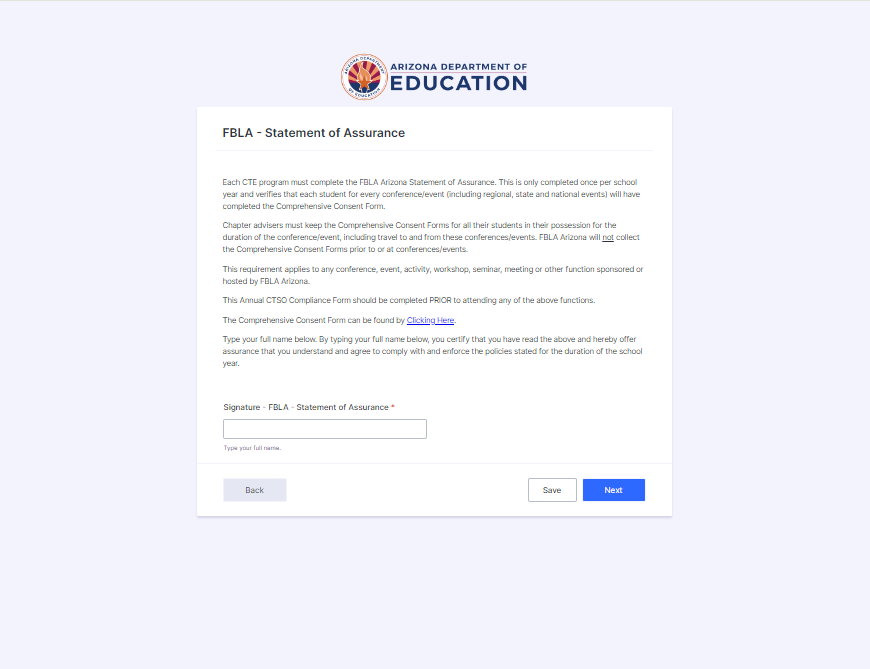 ARIZONA DEPARTMENT OF EDUCATION
ARIZONA DEPARTMENT OF
EDUCATION
FBLA - Statement of Assurance
Each CTE program must complete the FBLA Arizona Statement of Assurance. This is only completed once per school
year and verifies that each student for every conference/event (including regional, state and national events) will have
completed the Comprehensive Consent Form.
Chapter advisers must keep the Comprehensive Consent Forms for all their students in their possession for the
duration of the conference/event, including travel to and from these conferences/events. FBLA Arizona will not collect
the Comprehensive Consent Forms prior to or at conferences/events.
This requirement applies to any conference, event, activity, workshop, seminar, meeting or other function sponsored or
hosted by FBLA Arizona.
This Annual CTSO Compliance Form should be completed PRIOR to attending any of the above functions.
The Comprehensive Consent Form can be found by Clicking Here.
Type your full name below. By typing your full name below, you certify that you have read the above and hereby offer
assurance that you understand and agree to comply with and enforce the policies stated for the duration of the school
year.
Signature - FBLA - Statement of Assurance *
Type your full name.
Back
Save
Next